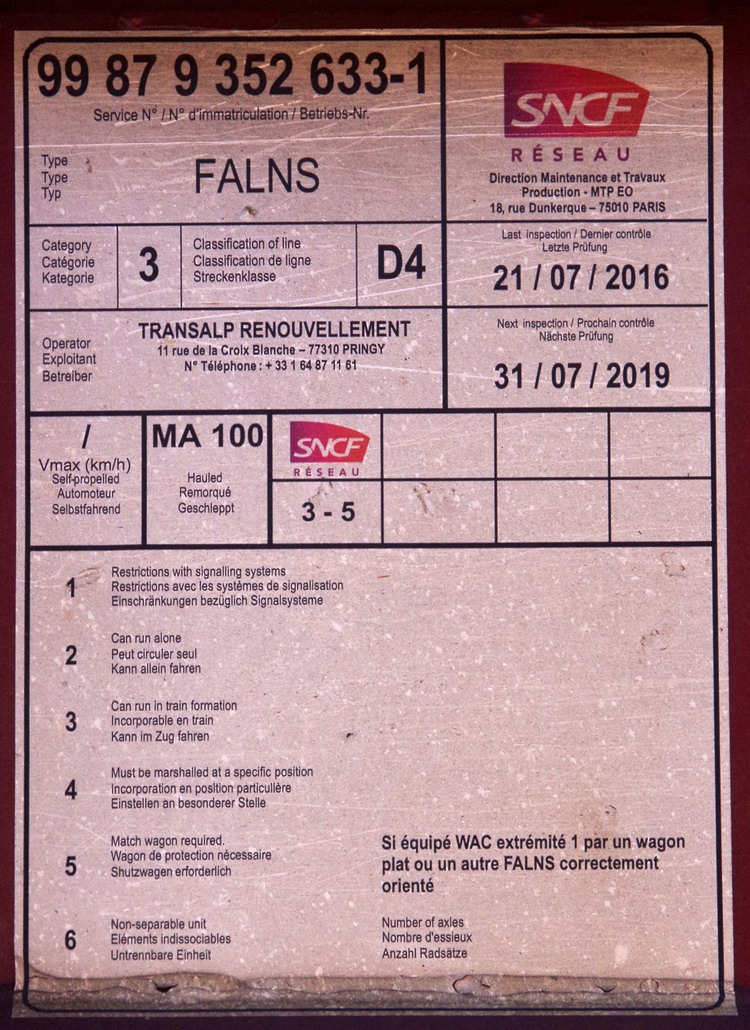 99 87 9 352 633-1
Service N° / N° d'immatriculation / Betriebs-Nr.
Type
Type
Typ
FALNS
SNCF
RÉSEAU
Direction Maintenance et Travaux
Production - MTP EO
18, rue Dunkerque – 75010 PARIS
Category
Catégorie
Kategorie
3
Classification of line
Classification de ligne
Streckenklasse
D4
Last inspection / Dernier contrôle
Letzte Prüfung
21 / 07 / 2016
Operator
Exploitant
Betreiber
TRANSALP RENOUVELLEMENT
11 rue de la Croix Blanche – 77310 PRINGY
N° Téléphone : + 33 1 64 87 11 61
Next inspection / Prochain contrôle
Nächste Prüfung
31 / 07 / 2019
/
Vmax (km/h)
Self-propelled
Automoteur
Selbstfahrend
MA 100
Hauled
Remorqué
Geschleppt
SNCF
RÉSEAU
3 - 5
1
Restrictions with signalling systems
Restrictions avec les systèmes de signalisation
Einschränkungen bezüglich Signalsysteme
2
Can run alone
Peut circuler seul
Kann allein fahren
3
Can run in train formation
Incorporable en train
Kann im Zug fahren
4
Must be marshalled at a specific position
Incorporation en position particulière
Einstellen an besonderer Stelle
5
Match wagon required.
Wagon de protection nécessaire
Shutzwagen erforderlich
Si équipé WAC extrémité 1 par un wagon
plat ou un autre FALNS correctement
orienté
6
Non-separable unit
Eléments indissociables
Untrennbare Einheit
Number of axles
Nombre d'essieux
Anzahl Radsätze